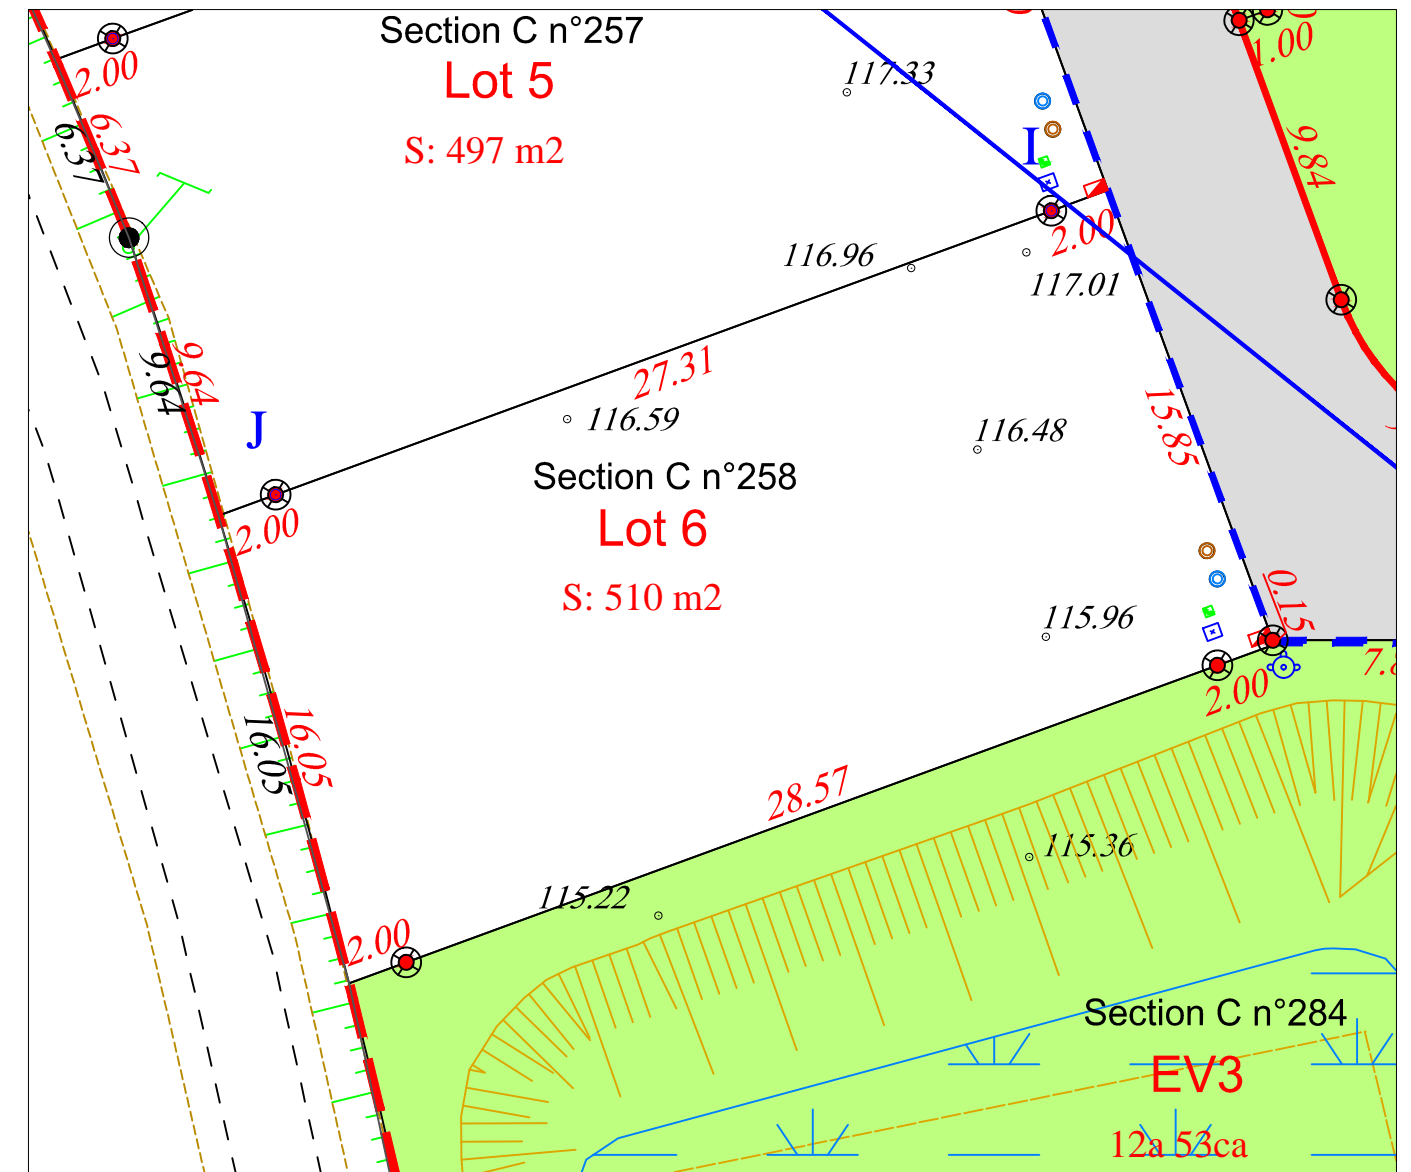 Section C n°257
Lot 5
S: 497 m2
2.00
6.37
6.37
117.33
I
1.00
9.84
2.00
116.96
117.01
27.31
9.64
9.64
J
116.59
116.48
15.85
Section C n°258
Lot 6
S: 510 m2
2.00
115.96
0.15
2.00
16.05
16.05
28.57
115.36
115.22
2.00
Section C n°284
EV3
12a 53ca